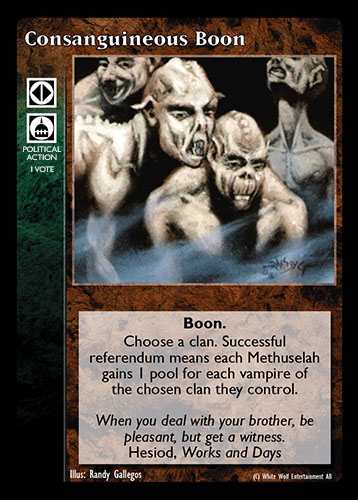 Consanguineous Boon
POLITICAL
ACTION
1 VOTE
Boon.
Choose a clan. Successful
referendum means each Methuselah
gains 1 pool for each vampire of
the chosen clan they control.
When you deal with your brother, be
pleasant, but get a witness.
Hesiod, Works and Days
Illus: Randy Gallegos
(C) White Wolf Entertainment AB